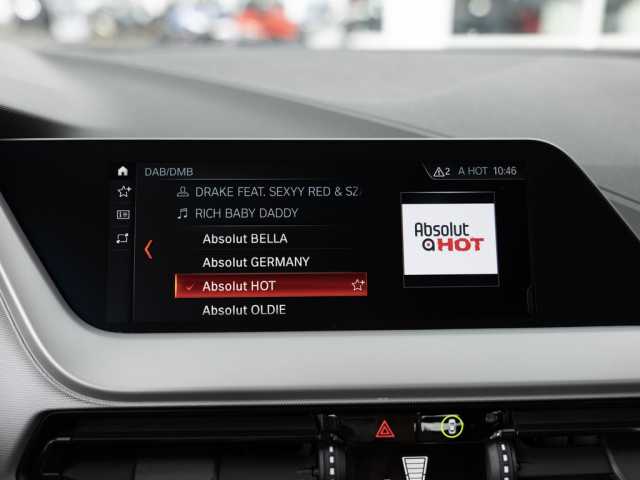 DAB/DMB
2 A HOT 10:46
DRAKE FEAT. SEXYY RED & SZ
RICH BABY DADDY
Absolut BELLA
Absolut GERMANY
Absolut HOT
Absolut OLDIE
Absolut
HOT